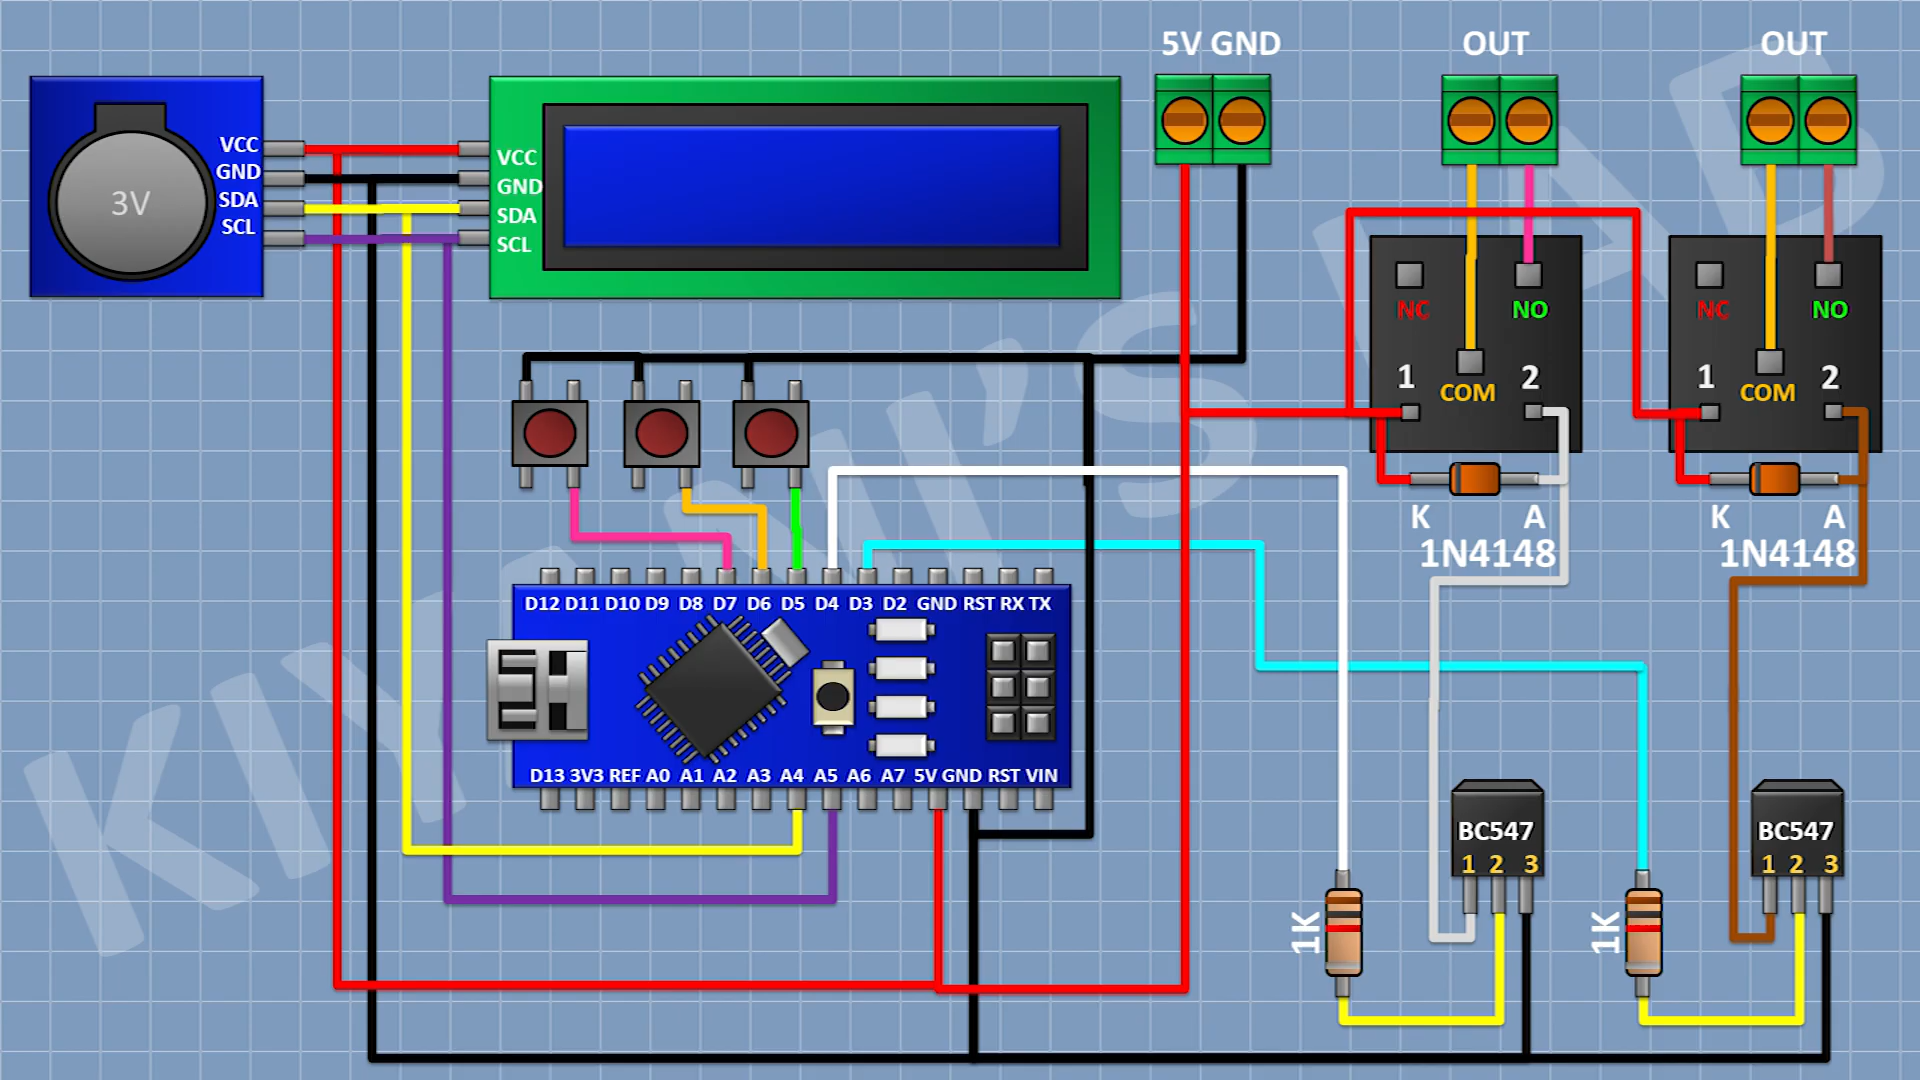 5V GND
OUT
OUT
3V
VCC
GND
SDA
SCL
VCC
GND
SDA
SCL
NC
NO
1
2
COM
NC
NO
1
2
COM
K
A
1N4148
K
A
1N4148
D12 D11 D10 D9 D8 D7 D6 D5 D4 D3 D2 GND RST RX TX
D13 3V3 REF A0 A1 A2 A3 A4 A5 A6 A7 5V GND RST VIN
BC547
1 2 3
BC547
1 2 3
1K
1K
KIYANI'S LAB